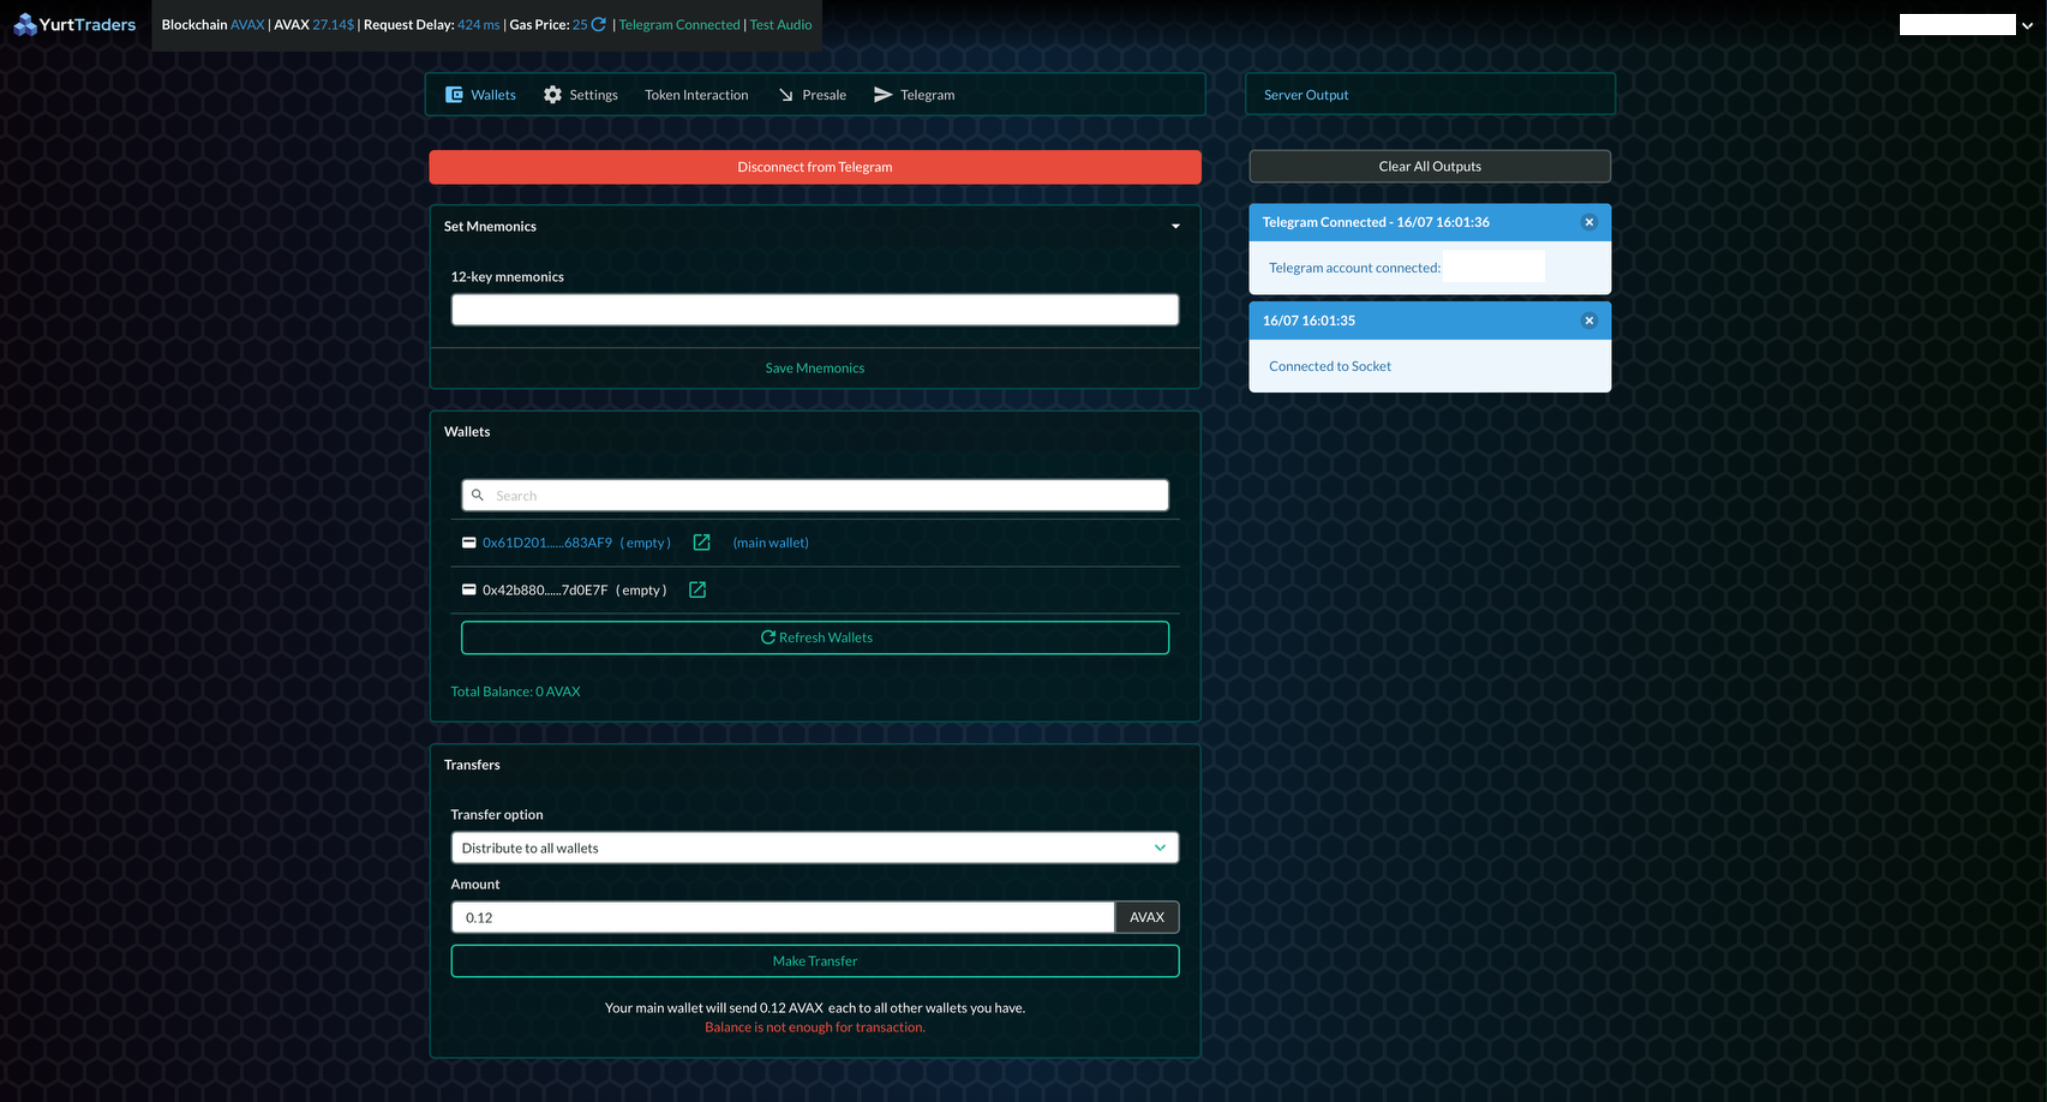 YurtTraders
Blockchain AVAX | AVAX 27.14$ | Request Delay: 424 ms | Gas Price: 25 | Telegram Connected | Test Audio
Wallets Settings Token Interaction Presale Telegram
Server Output
Disconnect from Telegram
Clear All Outputs
Set Mnemonics
12-key mnemonics
Save Mnemonics
Telegram Connected - 16/07 16:01:36
Telegram account connected:
16/07 16:01:35
Connected to Socket
Wallets
Search
0x61D201......683AF9 ( empty ) (main wallet)
0x42b880......7d0E7F ( empty )
Refresh Wallets
Total Balance: 0 AVAX
Transfers
Transfer option
Distribute to all wallets
Amount
0.12 AVAX
Make Transfer
Your main wallet will send 0.12 AVAX each to all other wallets you have.
Balance is not enough for transaction.